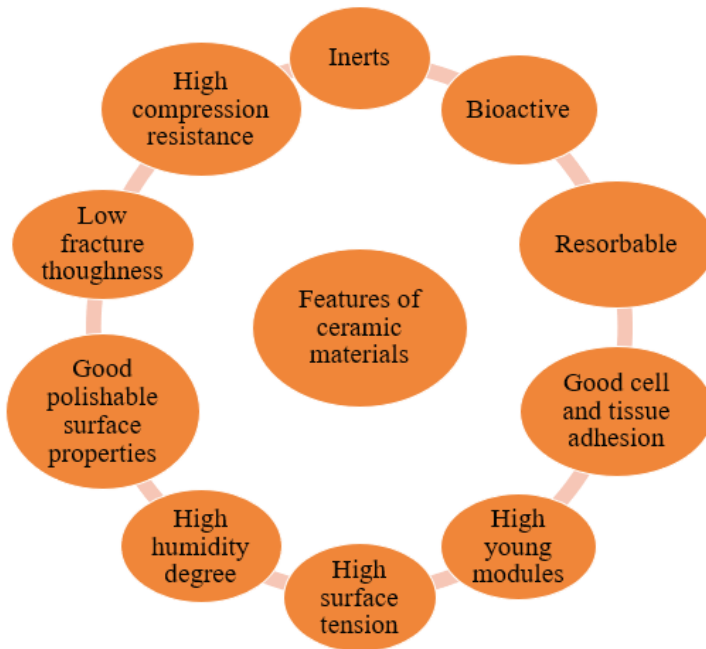 Inerts
Bioactive
Resorbable
Good cell
and tissue
adhesion
High
young
modules
High
surface
tension
High
humidity
degree
Good
polishable
surface
properties
Low
fracture
thoughness
High
compression
resistance
Features of
ceramic
materials